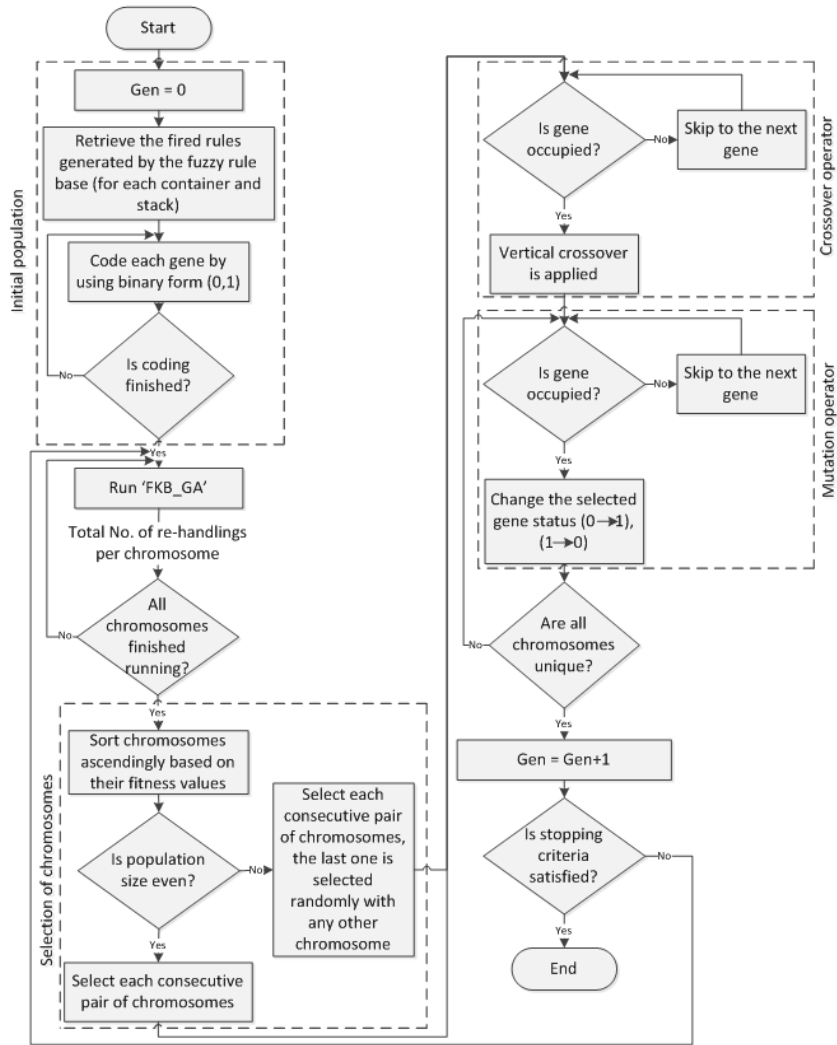 Start
Initial population
Gen = 0
Retrieve the fired rules
generated by the fuzzy rule
base (for each container and
stack)
Code each gene by
using binary form (0,1)
Is coding
finished?
No
Yes
Run ‘FKB_GA’
Total No. of re-handlings
per chromosome
All
chromosomes
finished
running?
No
Yes
Selection of chromosomes
Sort chromosomes
ascendingly based on
their fitness values
Is population
size even?
No
Select each
consecutive pair
of chromosomes,
the last one is
selected
randomly with
any other
chromosome
Yes
Select each consecutive
pair of chromosomes
Crossover operator
Is gene
occupied?
No
Skip to the next
gene
Yes
Vertical crossover
is applied
Mutation operator
Is gene
occupied?
No
Skip to the next
gene
Yes
Change the selected
gene status (0→1),
(1→0)
Are all
chromosomes
unique?
No
Yes
Gen = Gen+1
Is stopping
criteria
satisfied?
No
Yes
End